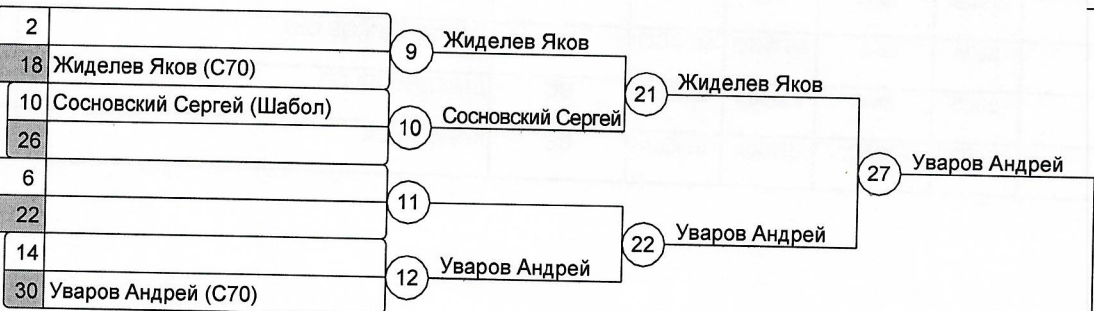 2
18 Жиделев Яков (С70)
10 Сосновский Сергей (Шабол)
26
6
22
14
30 Уваров Андрей (С70)
9 Жиделев Яков
10 Сосновский Сергей
11
12 Уваров Андрей
21 Жиделев Яков
22 Уваров Андрей
27 Уваров Андрей